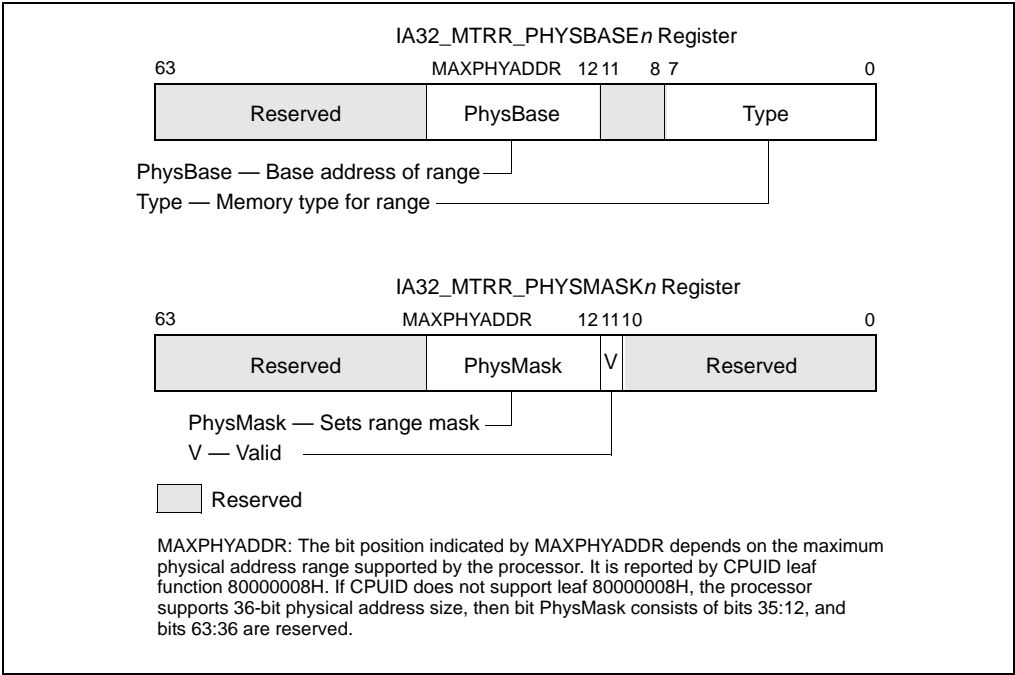 IA32_MTRR_PHYSBASEn Register
63 MAXPHYADDR 12 11 8 7 0
Reserved PhysBase Type
PhysBase — Base address of range
Type — Memory type for range
IA32_MTRR_PHYSMASKn Register
63 MAXPHYADDR 12 11 10 0
Reserved PhysMask V Reserved
PhysMask — Sets range mask
V — Valid
Reserved
MAXPHYADDR: The bit position indicated by MAXPHYADDR depends on the maximum
physical address range supported by the processor. It is reported by CPUID leaf
function 80000008H. If CPUID does not support leaf 80000008H, the processor
supports 36-bit physical address size, then bit PhysMask consists of bits 35:12, and
bits 63:36 are reserved.